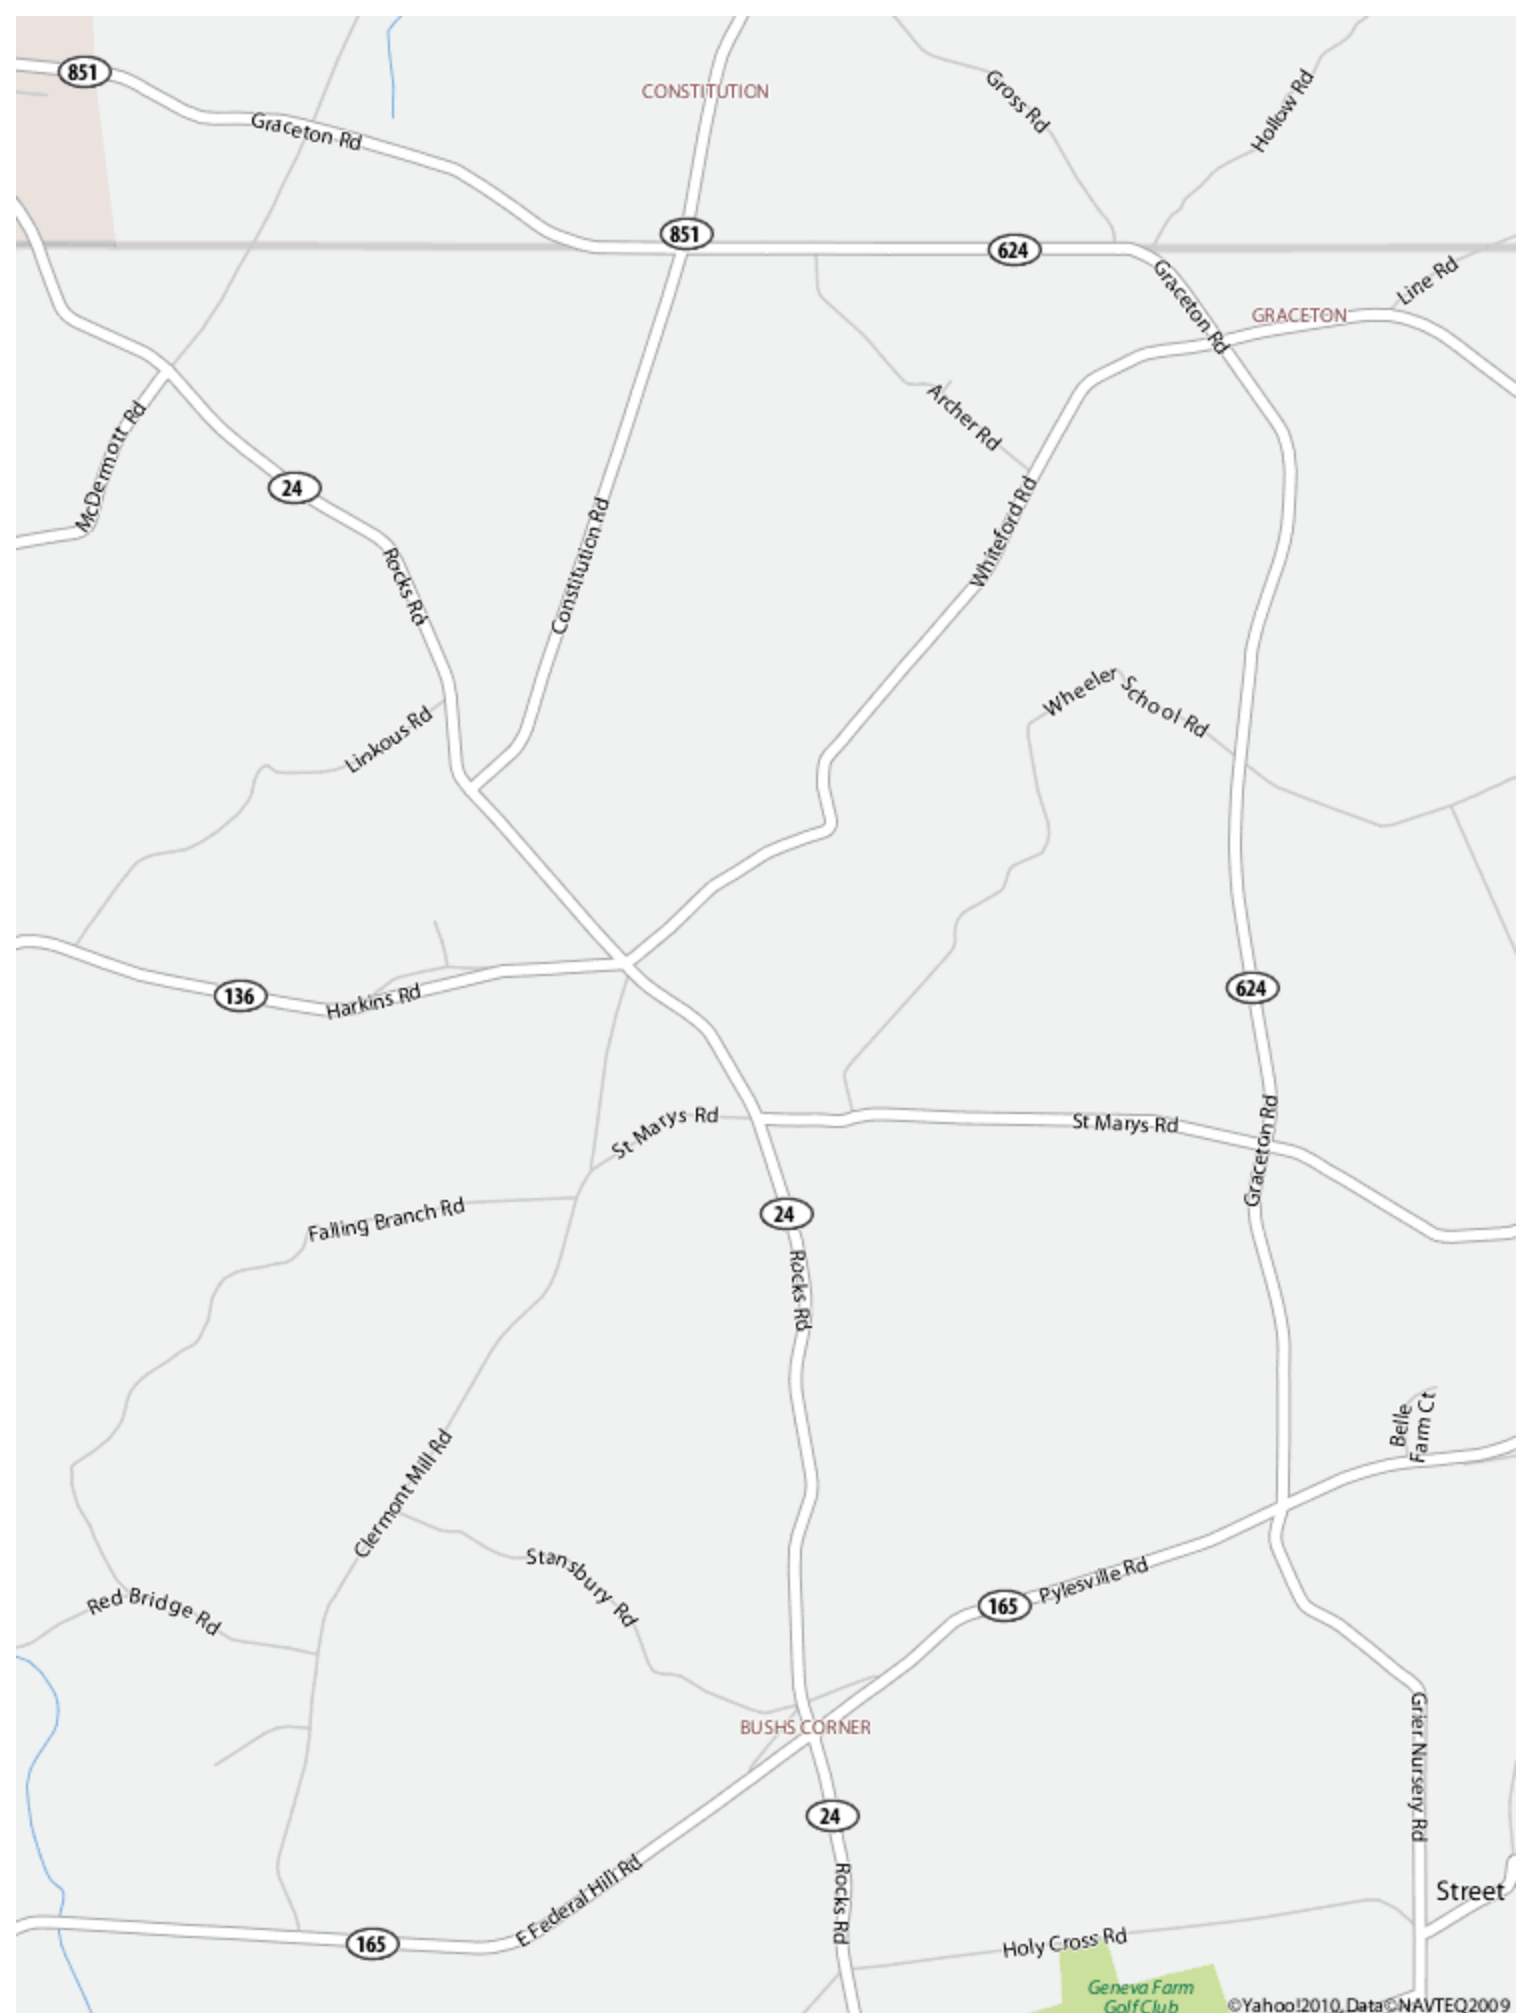 851
CONSTITUTION
Gross Rd
Hollow Rd
Graceton Rd
851
624
Graceton Rd
Line Rd
GRACETON
McDermott Rd
Archer Rd
24
Constitution Rd
Whiteford Rd
Rocks Rd
Wheeler School Rd
Linkous Rd
136
Harkins Rd
624
St Marys Rd
St Marys Rd
Graceton Rd
Falling Branch Rd
24
Rocks Rd
Belle
Farm Ct
Clermont Mill Rd
Stansbury Rd
Pylesville Rd
165
Red Bridge Rd
BUSHS CORNER
Grier Nursery Rd
24
E Federal Hill Rd
Rocks Rd
Street
165
Holy Cross Rd
Geneva Farm
Golf Club
©Yahoo!2010,Data©NAVTEQ2009